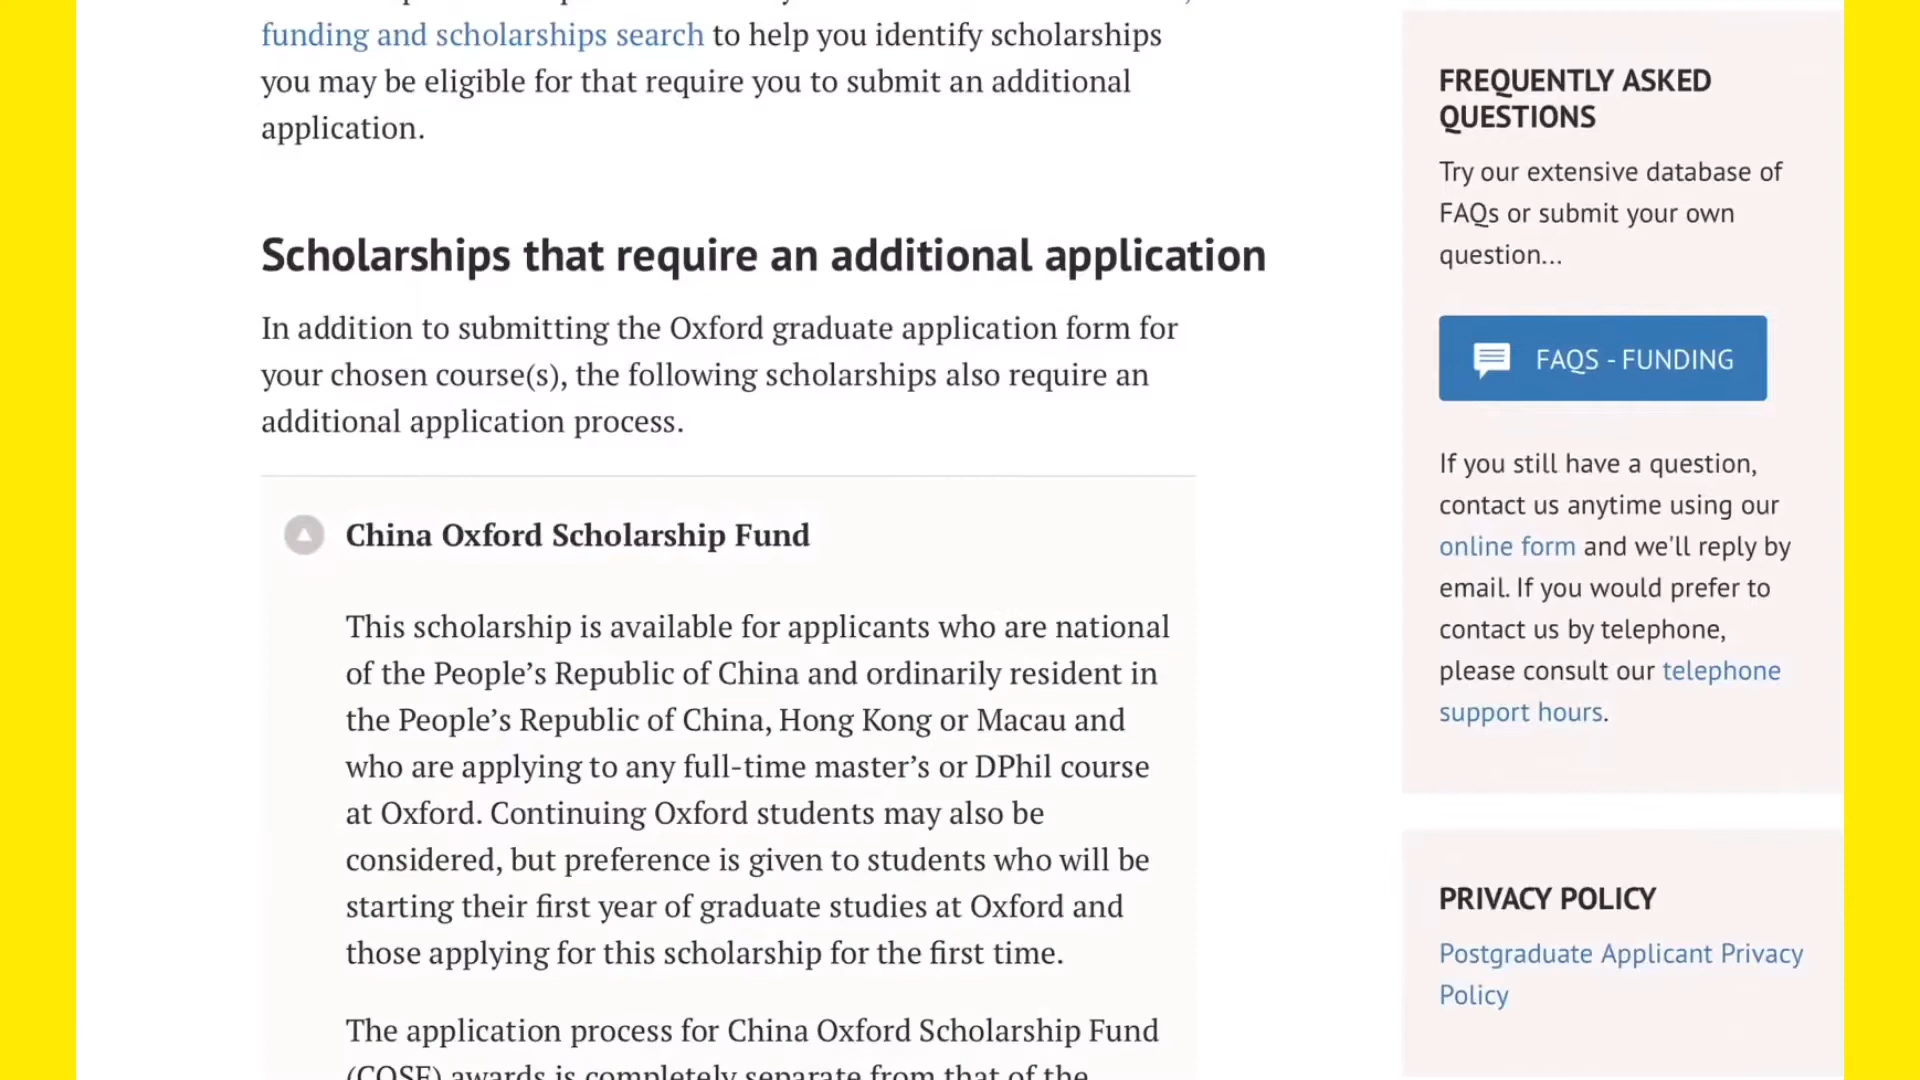 funding and scholarships search to help you identify scholarships
you may be eligible for that require you to submit an additional
application.
Scholarships that require an additional application
In addition to submitting the Oxford graduate application form for
your chosen course(s), the following scholarships also require an
additional application process.
China Oxford Scholarship Fund
This scholarship is available for applicants who are national
of the People’s Republic of China and ordinarily resident in
the People’s Republic of China, Hong Kong or Macau and
who are applying to any full-time master’s or DPhil course
at Oxford. Continuing Oxford students may also be
considered, but preference is given to students who will be
starting their first year of graduate studies at Oxford and
those applying for this scholarship for the first time.
The application process for China Oxford Scholarship Fund
(COSF) awards is completely separate from that of the
FREQUENTLY ASKED
QUESTIONS
Try our extensive database of
FAQs or submit your own
question...
FAQS - FUNDING
If you still have a question,
contact us anytime using our
online form and we'll reply by
email. If you would prefer to
contact us by telephone,
please consult our telephone
support hours.
PRIVACY POLICY
Postgraduate Applicant Privacy
Policy